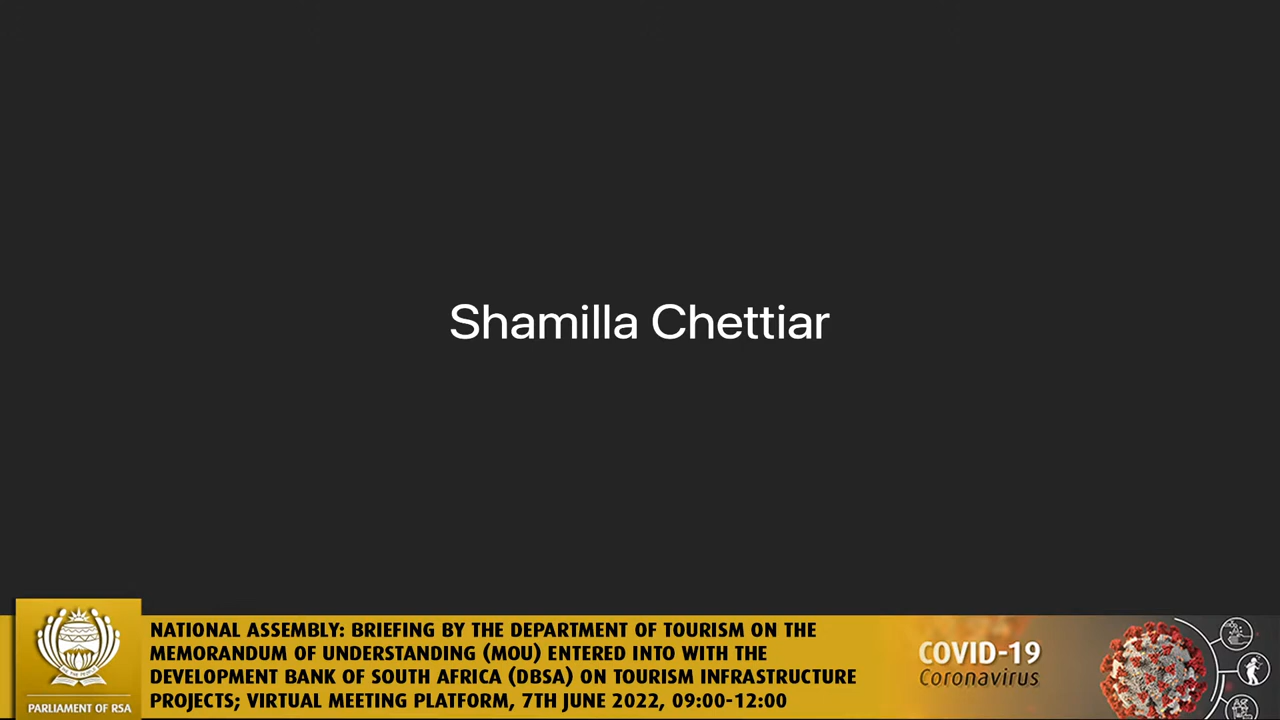 Shamilla Chettiar
NATIONAL ASSEMBLY: BRIEFING BY THE DEPARTMENT OF TOURISM ON THE
MEMORANDUM OF UNDERSTANDING (MOU) ENTERED INTO WITH THE
DEVELOPMENT BANK OF SOUTH AFRICA (DBSA) ON TOURISM INFRASTRUCTURE
PROJECTS; VIRTUAL MEETING PLATFORM, 7TH JUNE 2022, 09:00-12:00
PARLIAMENT OF RSA
COVID-19
Coronavirus